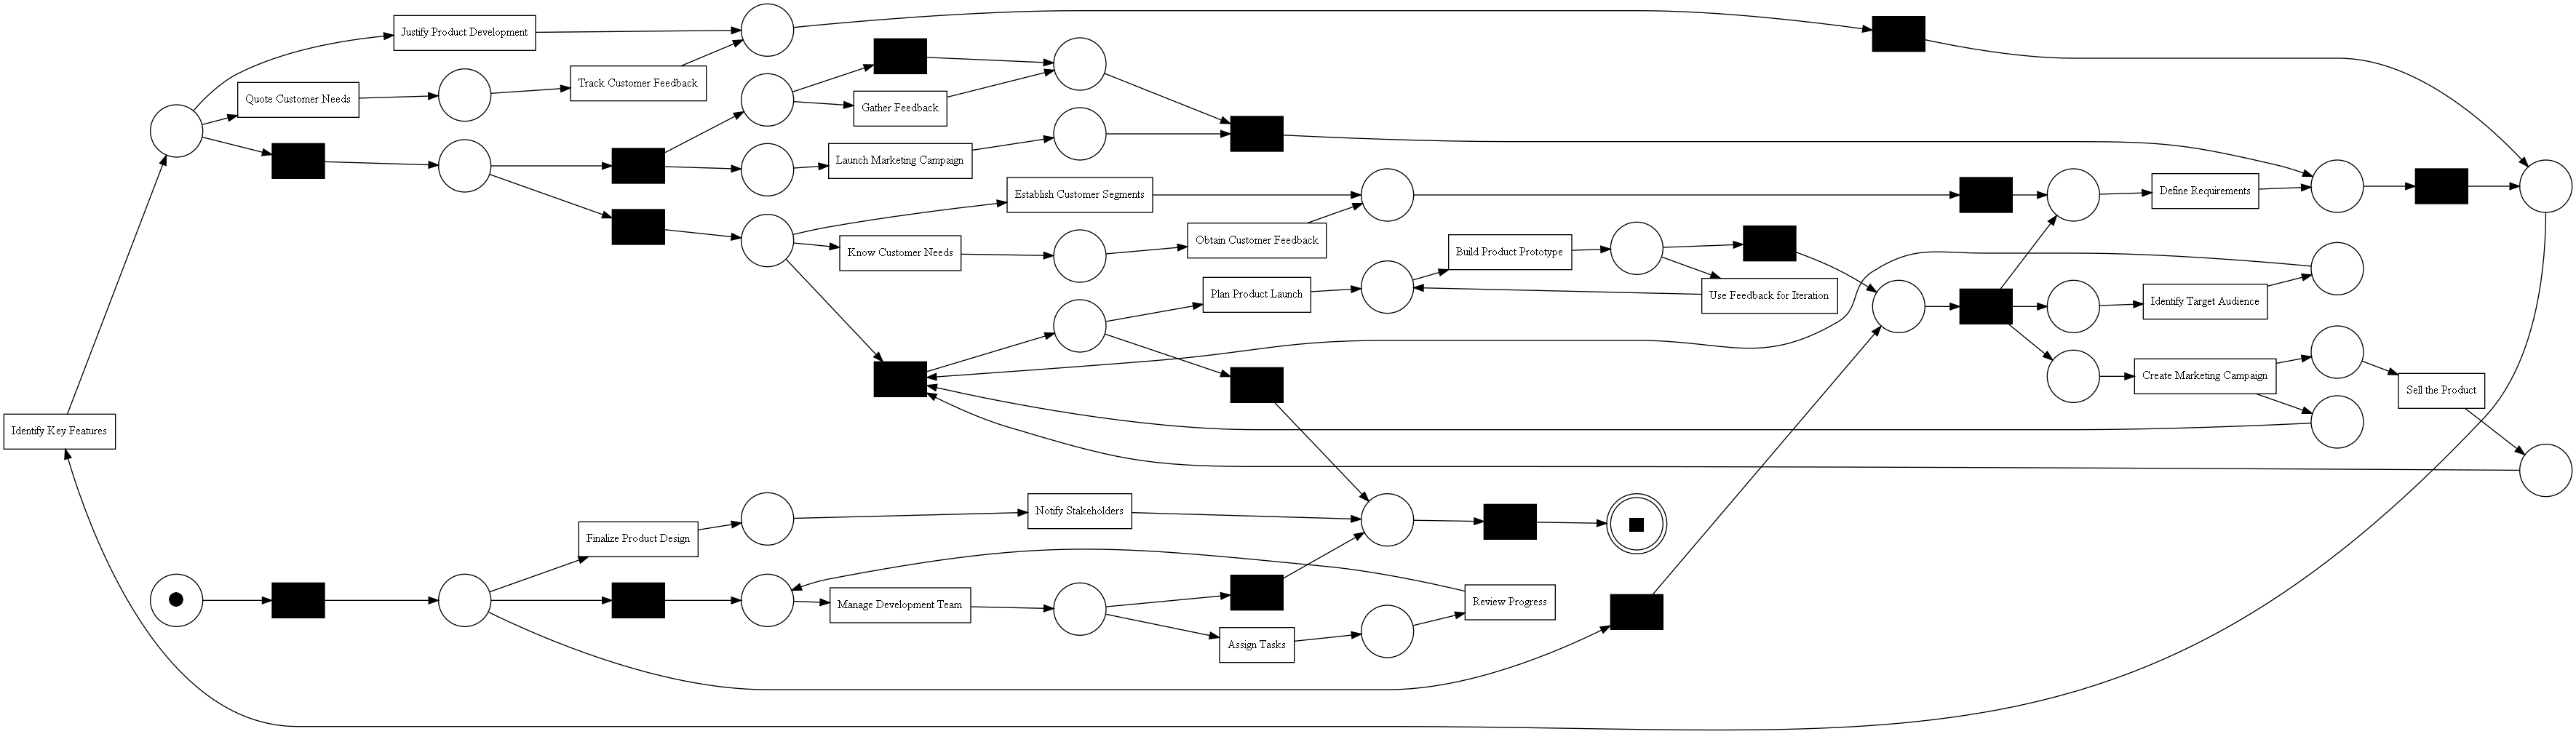 Justify Product Development
Quote Customer Needs
Track Customer Feedback
Gather Feedback
Launch Marketing Campaign
Establish Customer Segments
Define Requirements
Know Customer Needs
Obtain Customer Feedback
Build Product Prototype
Plan Product Launch
Use Feedback for Iteration
Identify Target Audience
Create Marketing Campaign
Sell the Product
Identify Key Features
Notify Stakeholders
Finalize Product Design
Manage Development Team
Review Progress
Assign Tasks